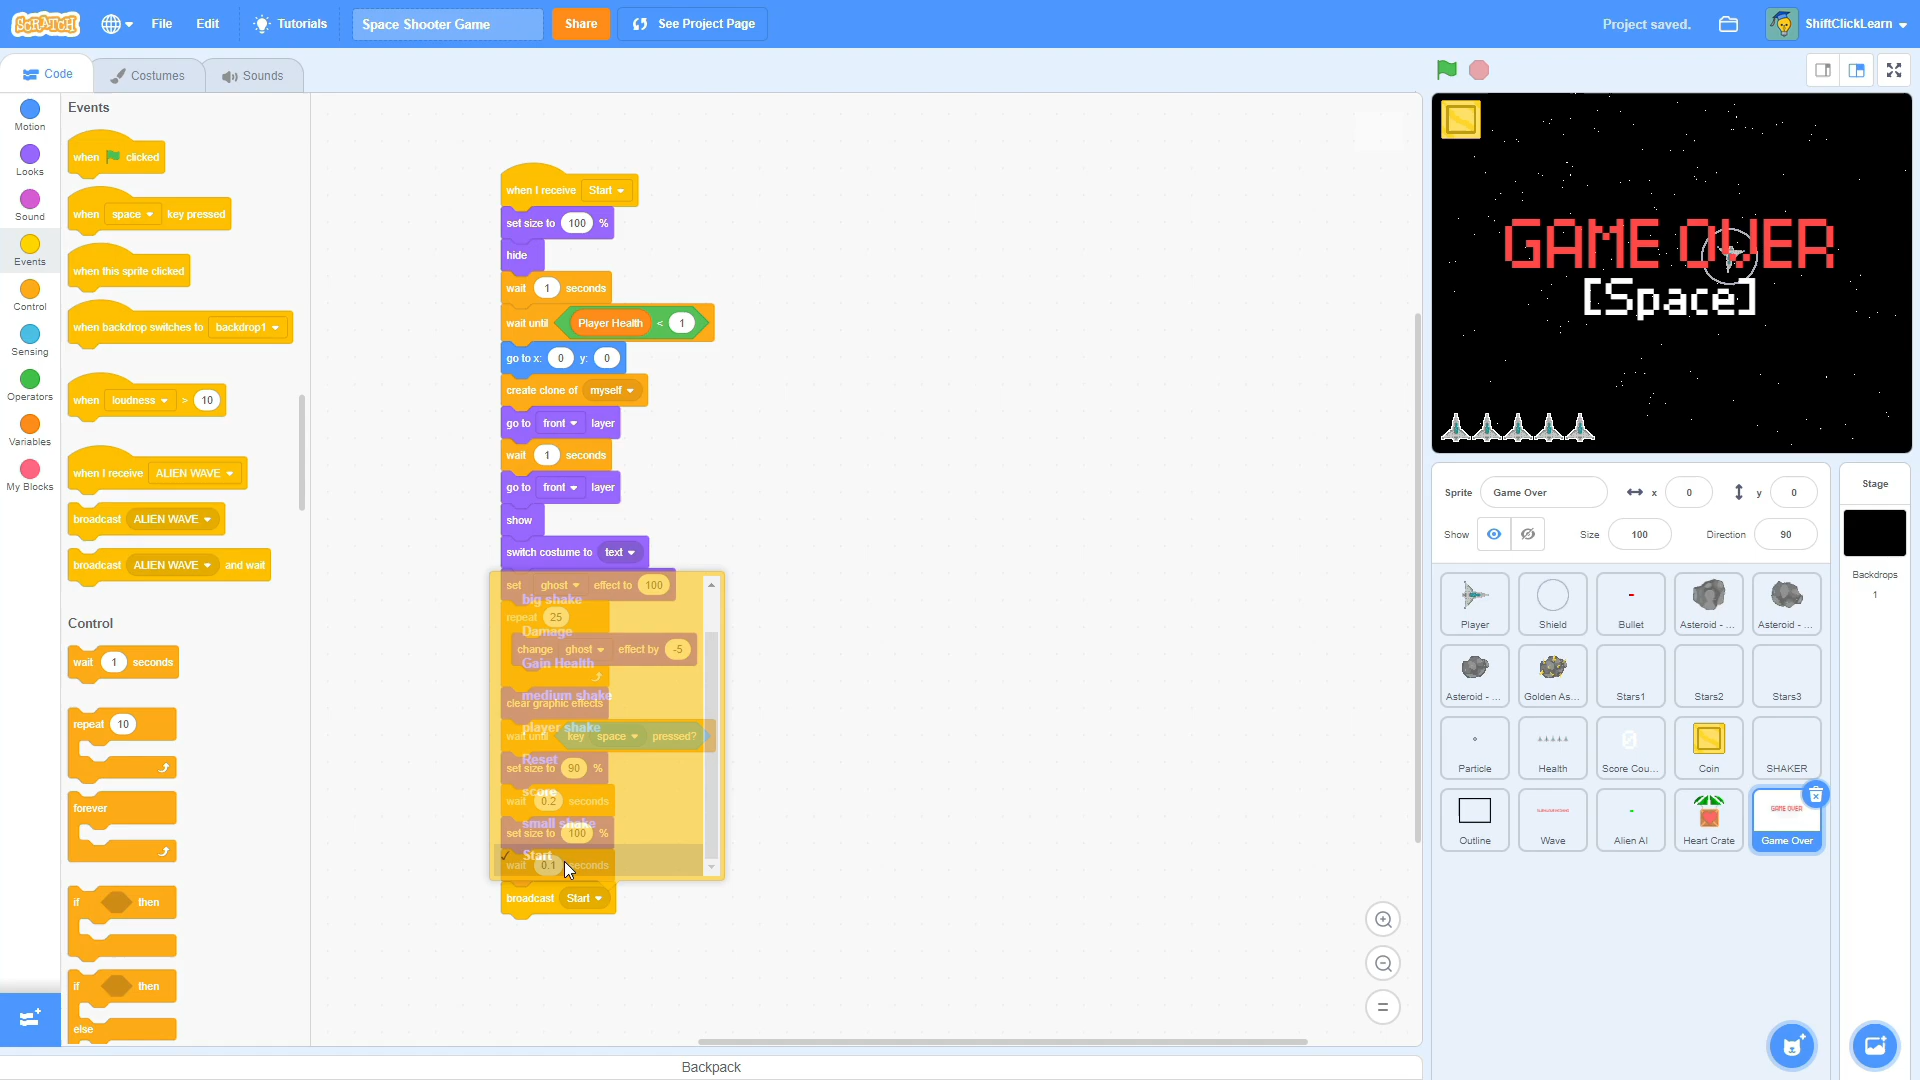 SCRATCH File Edit Tutorials Space Shooter Game Share See Project Page Project saved. ShiftClickLearn
Code Costumes Sounds
Motion
Looks
Sound
Events
Sensing
Operators
Variables
My Blocks
Control
Events
when clicked
when space key pressed
when this sprite clicked
when backdrop switches to backdrop1
when loudness > 10
when I receive ALIEN WAVE
broadcast ALIEN WAVE
broadcast ALIEN WAVE and wait
Control
wait 1 seconds
repeat 10
forever
if then
if then
else
when I receive Start
set size to 100 %
hide
wait 1 seconds
wait until Player Health < 1
go to x: 0 y: 0
create clone of myself
go to front layer
wait 1 seconds
go to front layer
show
switch costume to text
set ghost effect to 100
big shake
repeat 25
Damage
change ghost effect by -5
Gain Health
medium shake
clear graphic effects
player shake
wait until key space pressed?
Reset
set size to 90 %
score
wait 0.2 seconds
small shake
set size to 100 %
✓ Start
wait 0.1 seconds
broadcast Start
GAME OVER
[Space]
Sprite Game Over x 0 y 0
Show Size 100 Direction 90
Player Shield Bullet Asteroid - ... Asteroid - ...
Asteroid - ... Golden As... Stars1 Stars2 Stars3
0
Particle Health Score Cou... Coin SHAKER
GAME OVER
Outline Wave Alien AI Heart Crate Game Over
Stage
Backdrops
1
Backpack